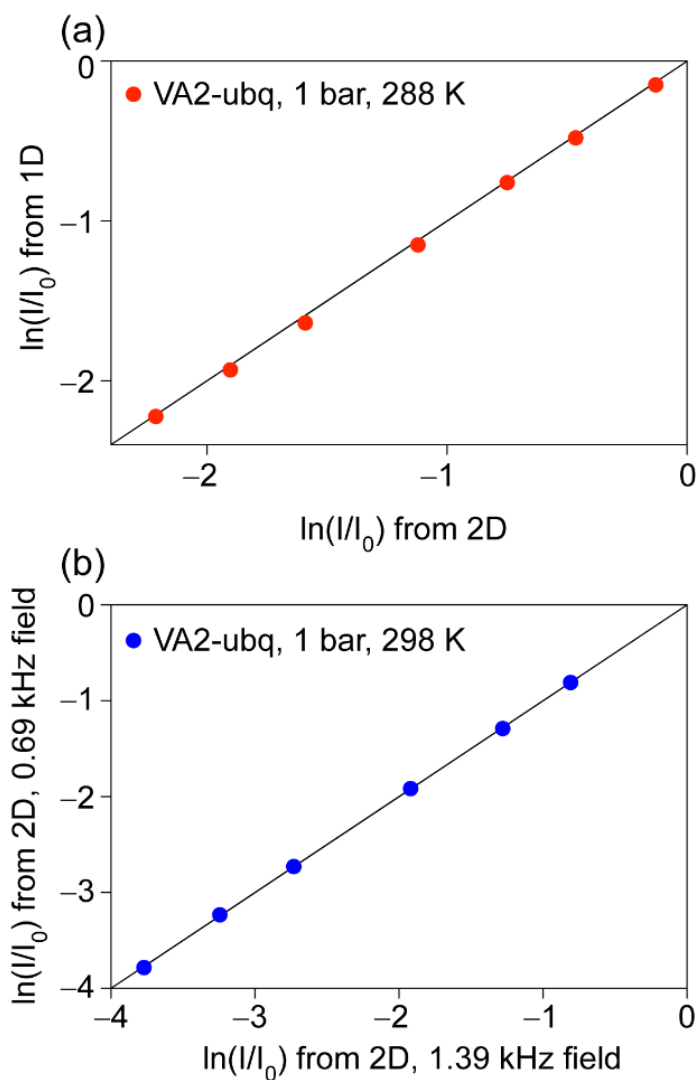 (a)
0
VA2-ubq, 1 bar, 288 K
ln(I/I₀) from 1D
−1
−2
−2
−1
0
ln(I/I₀) from 2D
(b)
0
VA2-ubq, 1 bar, 298 K
ln(I/I₀) from 2D, 0.69 kHz field
−1
−2
−3
−4
−4
−3
−2
−1
0
ln(I/I₀) from 2D, 1.39 kHz field